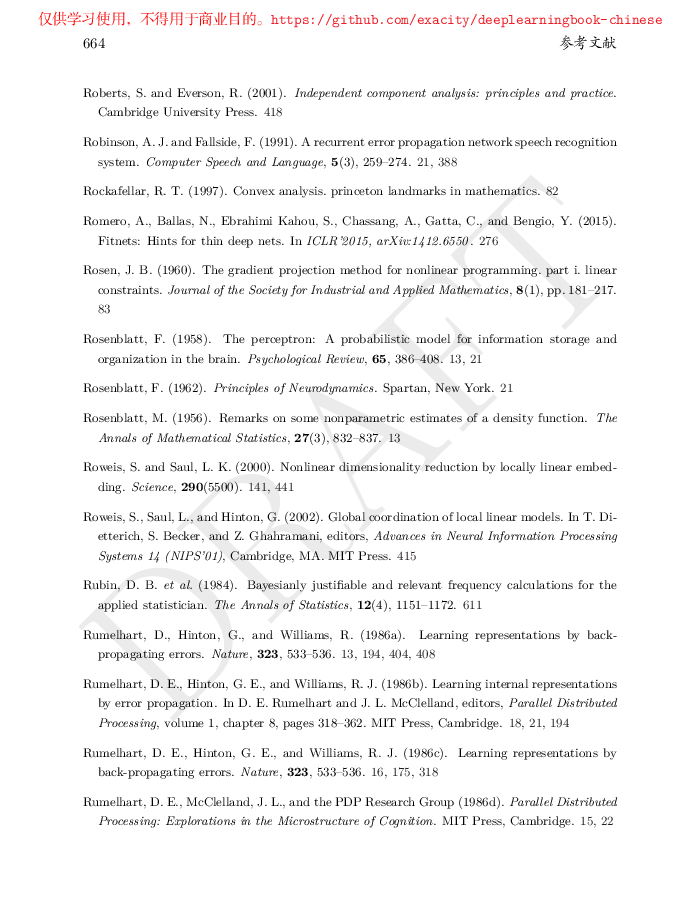 仅供学习使用，不得用于商业目的。https://github.com/exacity/deeplearningbook-chinese
664 参考文献
Roberts, S. and Everson, R. (2001). Independent component analysis: principles and practice.
Cambridge University Press. 418
Robinson, A. J. and Fallside, F. (1991). A recurrent error propagation network speech recognition
system. Computer Speech and Language, 5(3), 259–274. 21, 388
Rockafellar, R. T. (1997). Convex analysis. princeton landmarks in mathematics. 82
Romero, A., Ballas, N., Ebrahimi Kahou, S., Chassang, A., Gatta, C., and Bengio, Y. (2015).
Fitnets: Hints for thin deep nets. In ICLR'2015, arXiv:1412.6550. 276
Rosen, J. B. (1960). The gradient projection method for nonlinear programming. part i. linear
constraints. Journal of the Society for Industrial and Applied Mathematics, 8(1), pp. 181–217.
83
Rosenblatt, F. (1958). The perceptron: A probabilistic model for information storage and
organization in the brain. Psychological Review, 65, 386–408. 13, 21
Rosenblatt, F. (1962). Principles of Neurodynamics. Spartan, New York. 21
Rosenblatt, M. (1956). Remarks on some nonparametric estimates of a density function. The
Annals of Mathematical Statistics, 27(3), 832–837. 13
Roweis, S. and Saul, L. K. (2000). Nonlinear dimensionality reduction by locally linear embed-
ding. Science, 290(5500). 141, 441
Roweis, S., Saul, L., and Hinton, G. (2002). Global coordination of local linear models. In T. Di-
etterich, S. Becker, and Z. Ghahramani, editors, Advances in Neural Information Processing
Systems 14 (NIPS'01), Cambridge, MA. MIT Press. 415
Rubin, D. B. et al. (1984). Bayesianly justifiable and relevant frequency calculations for the
applied statistician. The Annals of Statistics, 12(4), 1151–1172. 611
Rumelhart, D., Hinton, G., and Williams, R. (1986a). Learning representations by back-
propagating errors. Nature, 323, 533–536. 13, 194, 404, 408
Rumelhart, D. E., Hinton, G. E., and Williams, R. J. (1986b). Learning internal representations
by error propagation. In D. E. Rumelhart and J. L. McClelland, editors, Parallel Distributed
Processing, volume 1, chapter 8, pages 318–362. MIT Press, Cambridge. 18, 21, 194
Rumelhart, D. E., Hinton, G. E., and Williams, R. J. (1986c). Learning representations by
back-propagating errors. Nature, 323, 533–536. 16, 175, 318
Rumelhart, D. E., McClelland, J. L., and the PDP Research Group (1986d). Parallel Distributed
Processing: Explorations in the Microstructure of Cognition. MIT Press, Cambridge. 15, 22
DRAFT